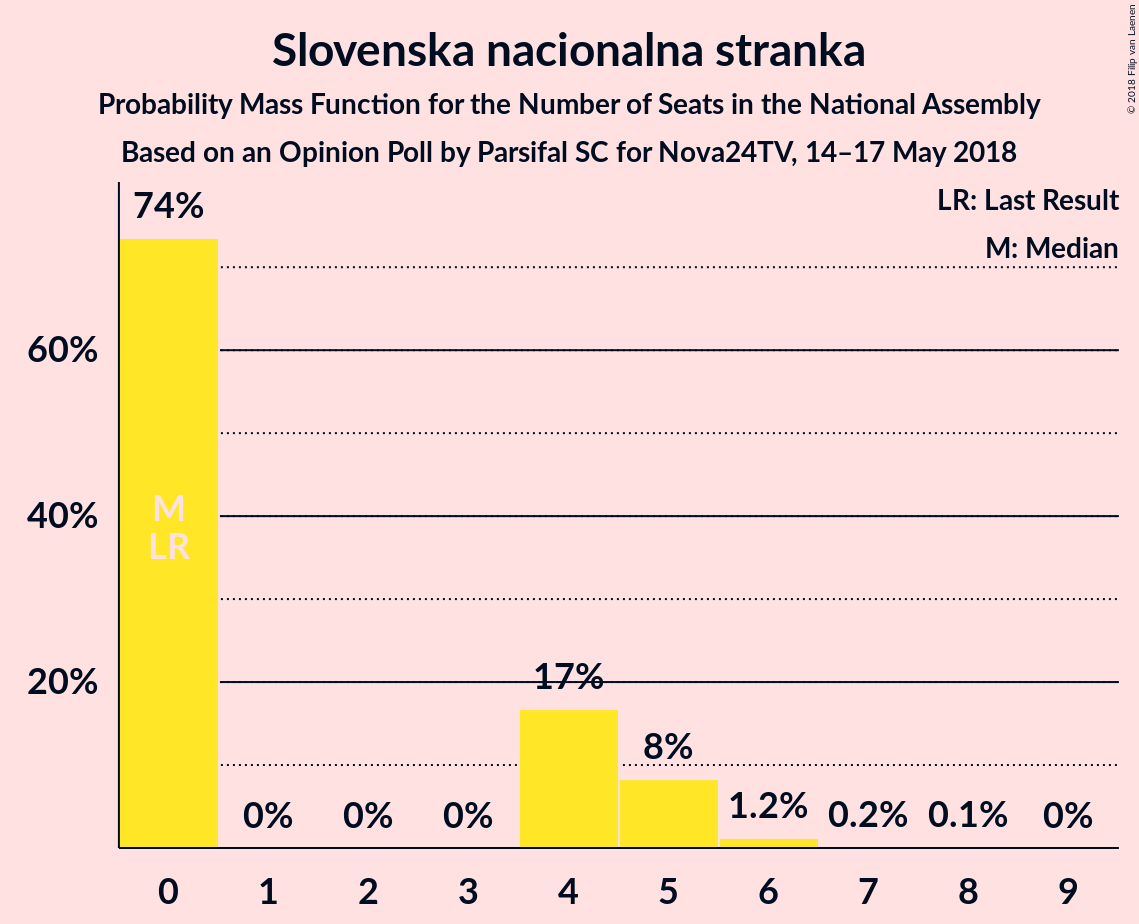 Slovenska nacionalna stranka
Probability Mass Function for the Number of Seats in the National Assembly
Based on an Opinion Poll by Parsifal SC for Nova24TV, 14–17 May 2018
© 2018 Filip van Laenen
LR: Last Result
M: Median
74%
60%
40%
20%
M
LR
0%
0%
0%
17%
8%
1.2%
0.2%
0.1%
0%
0 1 2 3 4 5 6 7 8 9